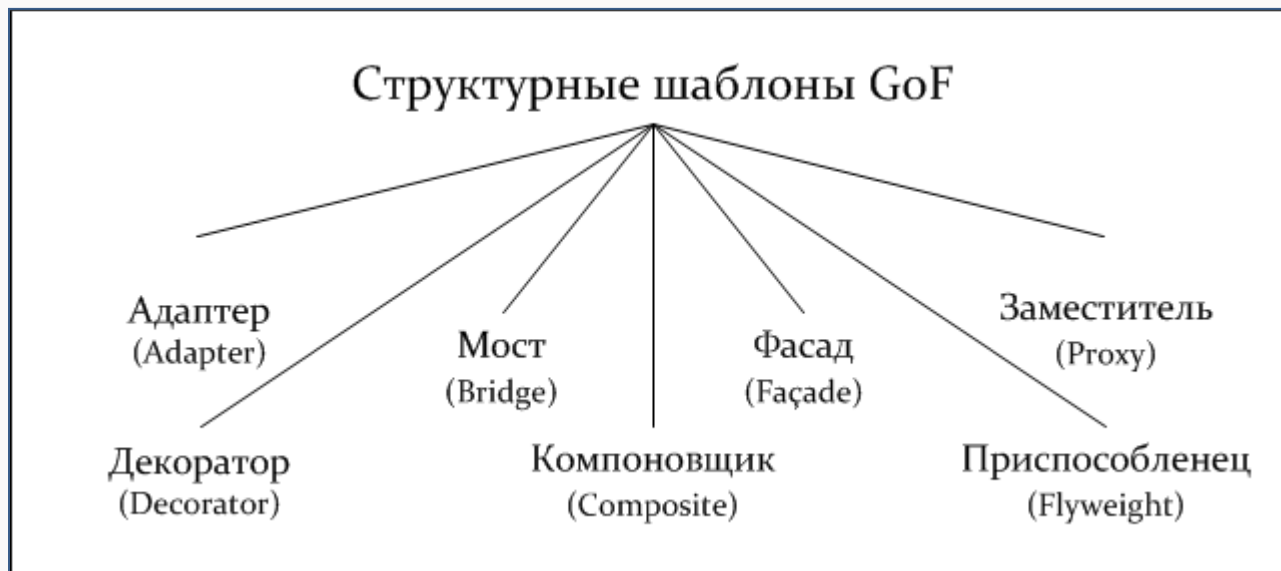 Структурные шаблоны GoF
Адаптер
(Adapter)
Мост
(Bridge)
Фасад
(Façade)
Заместитель
(Proxy)
Декоратор
(Decorator)
Компоновщик
(Composite)
Приспособленец
(Flyweight)